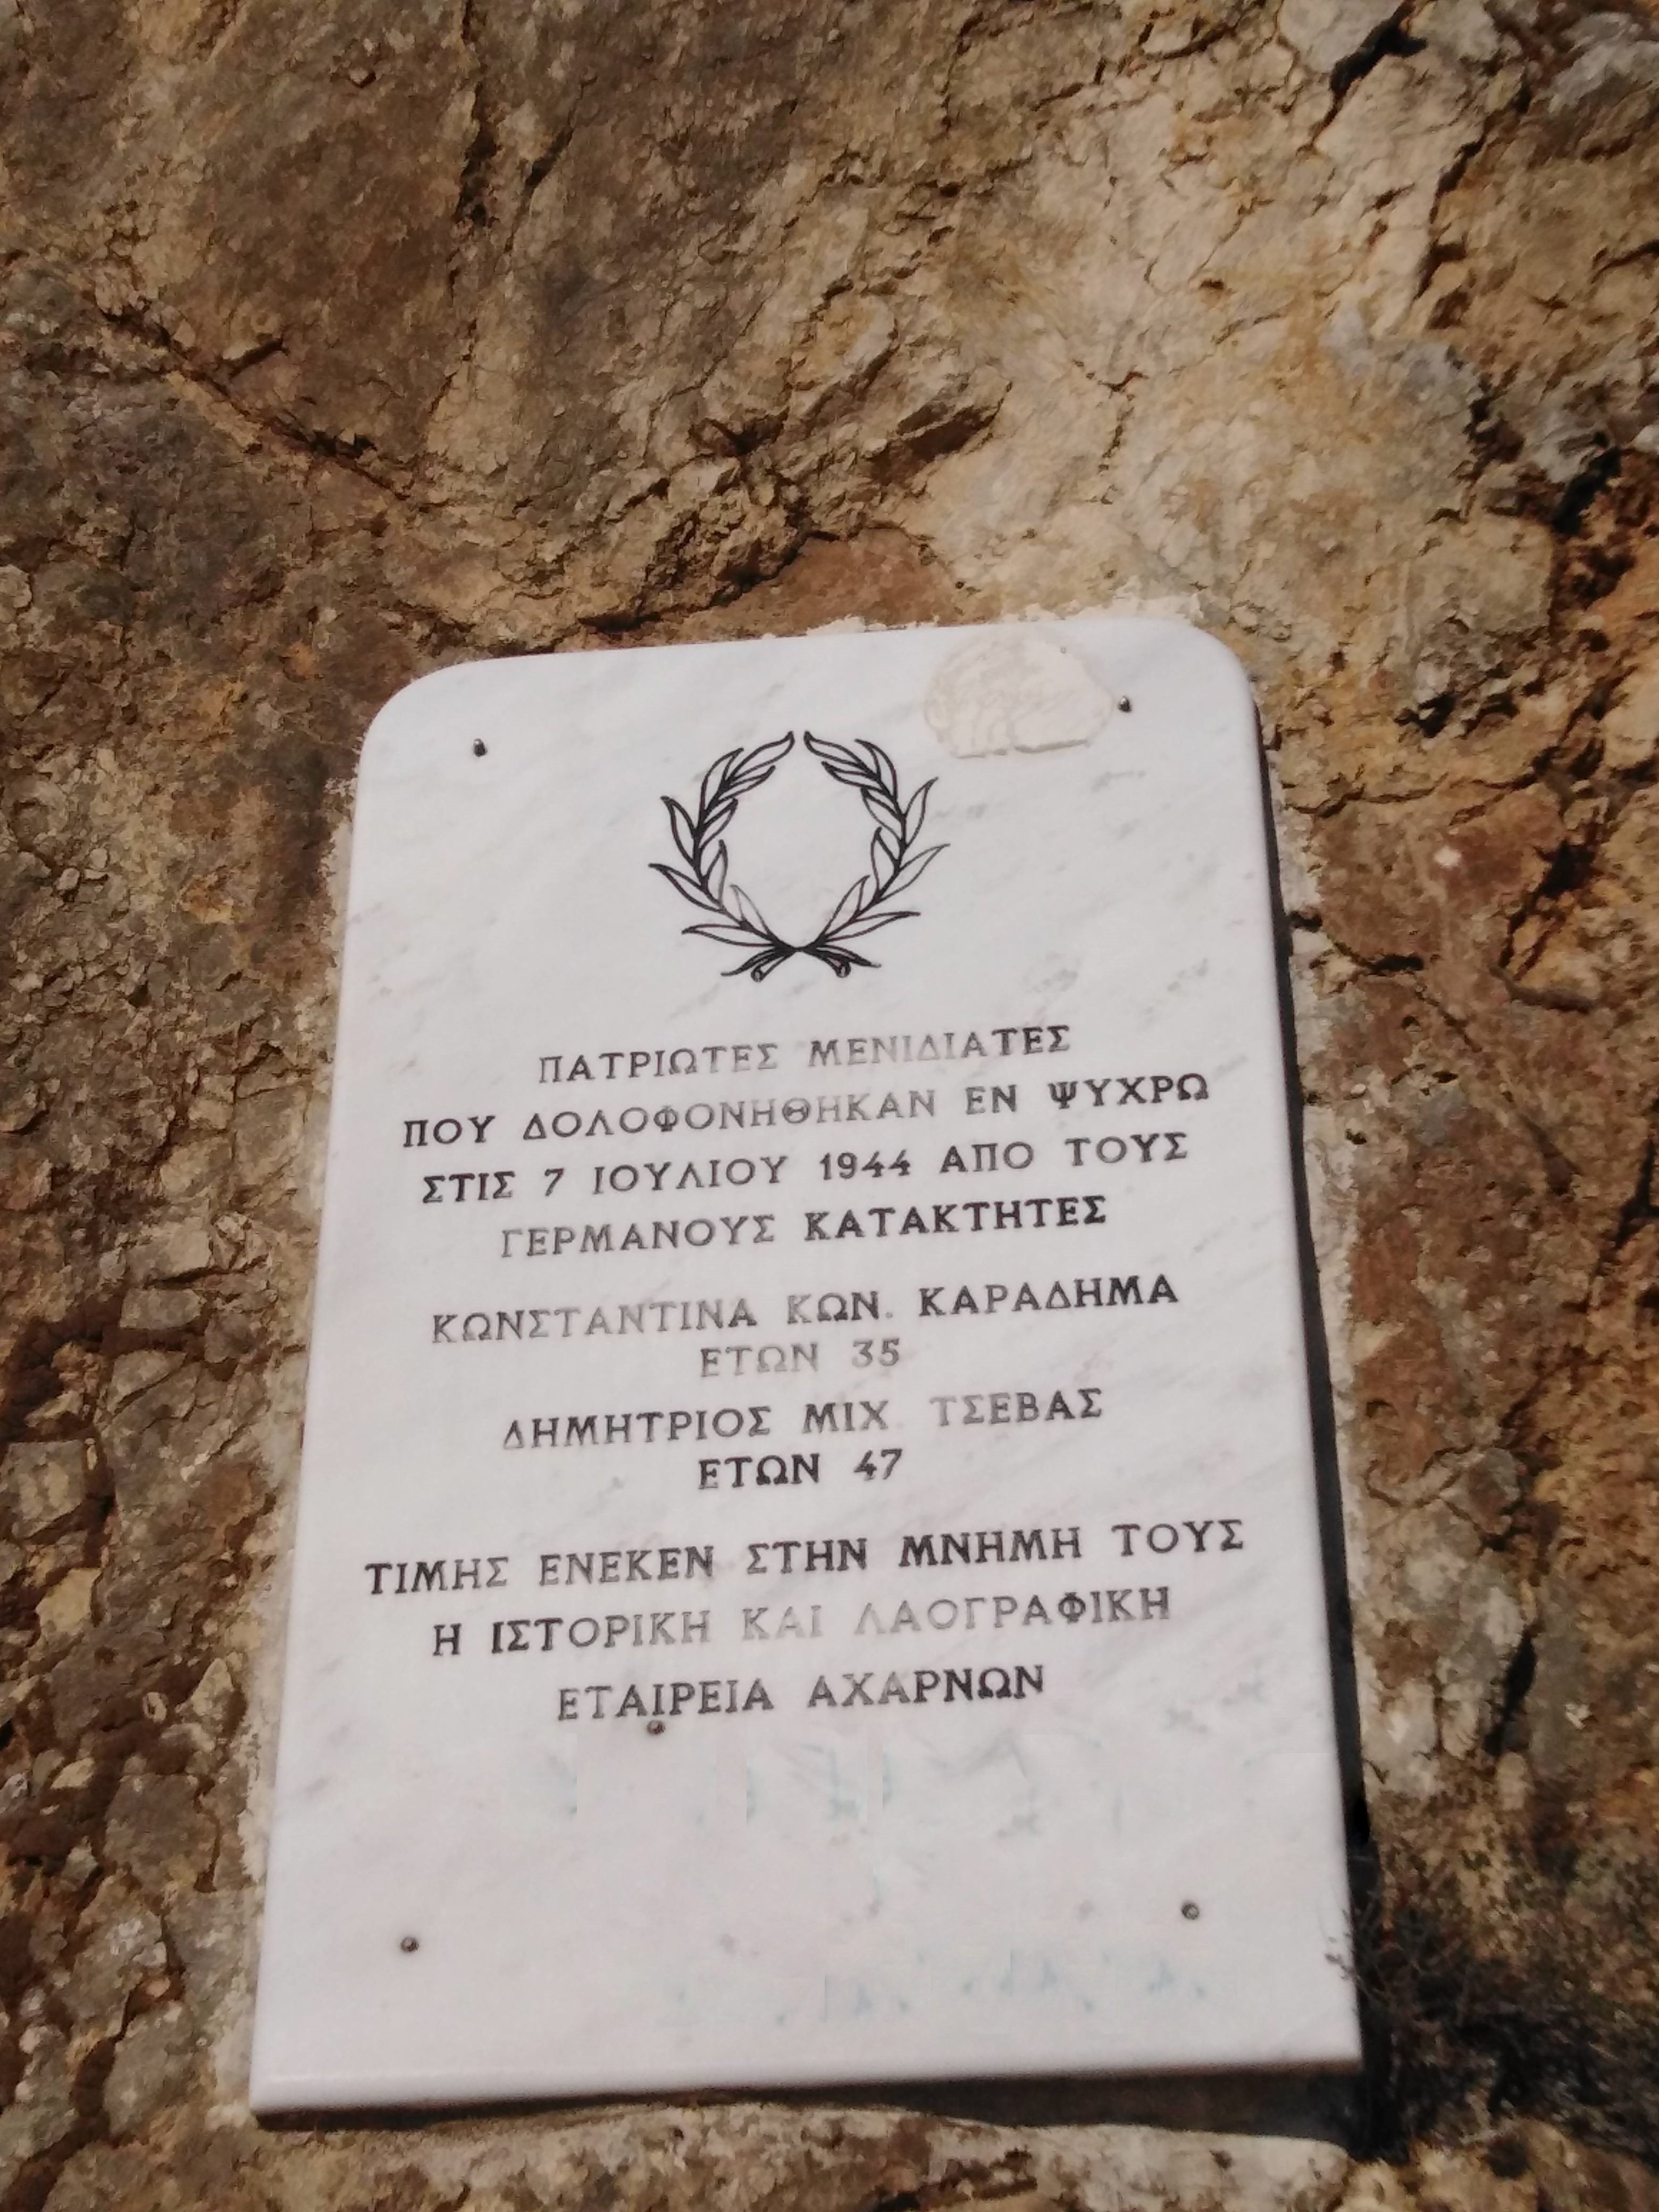 ΠΑΤΡΙΩΤΕΣ ΜΕΝΙΔΙΑΤΕΣ
ΠΟΥ ΔΟΛΟΦΟΝΗΘΗΚΑΝ ΕΝ ΨΥΧΡΩ
ΣΤΙΣ 7 ΙΟΥΛΙΟΥ 1944 ΑΠΟ ΤΟΥΣ
ΓΕΡΜΑΝΟΥΣ ΚΑΤΑΚΤΗΤΕΣ
ΚΩΝΣΤΑΝΤΙΝΑ ΚΩΝ. ΚΑΡΑΔΗΜΑ
ΕΤΩΝ 35
ΔΗΜΗΤΡΙΟΣ ΜΙΧ ΤΣΕΒΑΣ
ΕΤΩΝ 47
ΤΙΜΗΣ ΕΝΕΚΕΝ ΣΤΗΝ ΜΝΗΜΗ ΤΟΥΣ
Η ΙΣΤΟΡΙΚΗ ΚΑΙ ΛΑΟΓΡΑΦΙΚΗ
ΕΤΑΙΡΕΙΑ ΑΧΑΡΝΩΝ